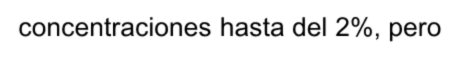 concentraciones hasta del 2%, pero